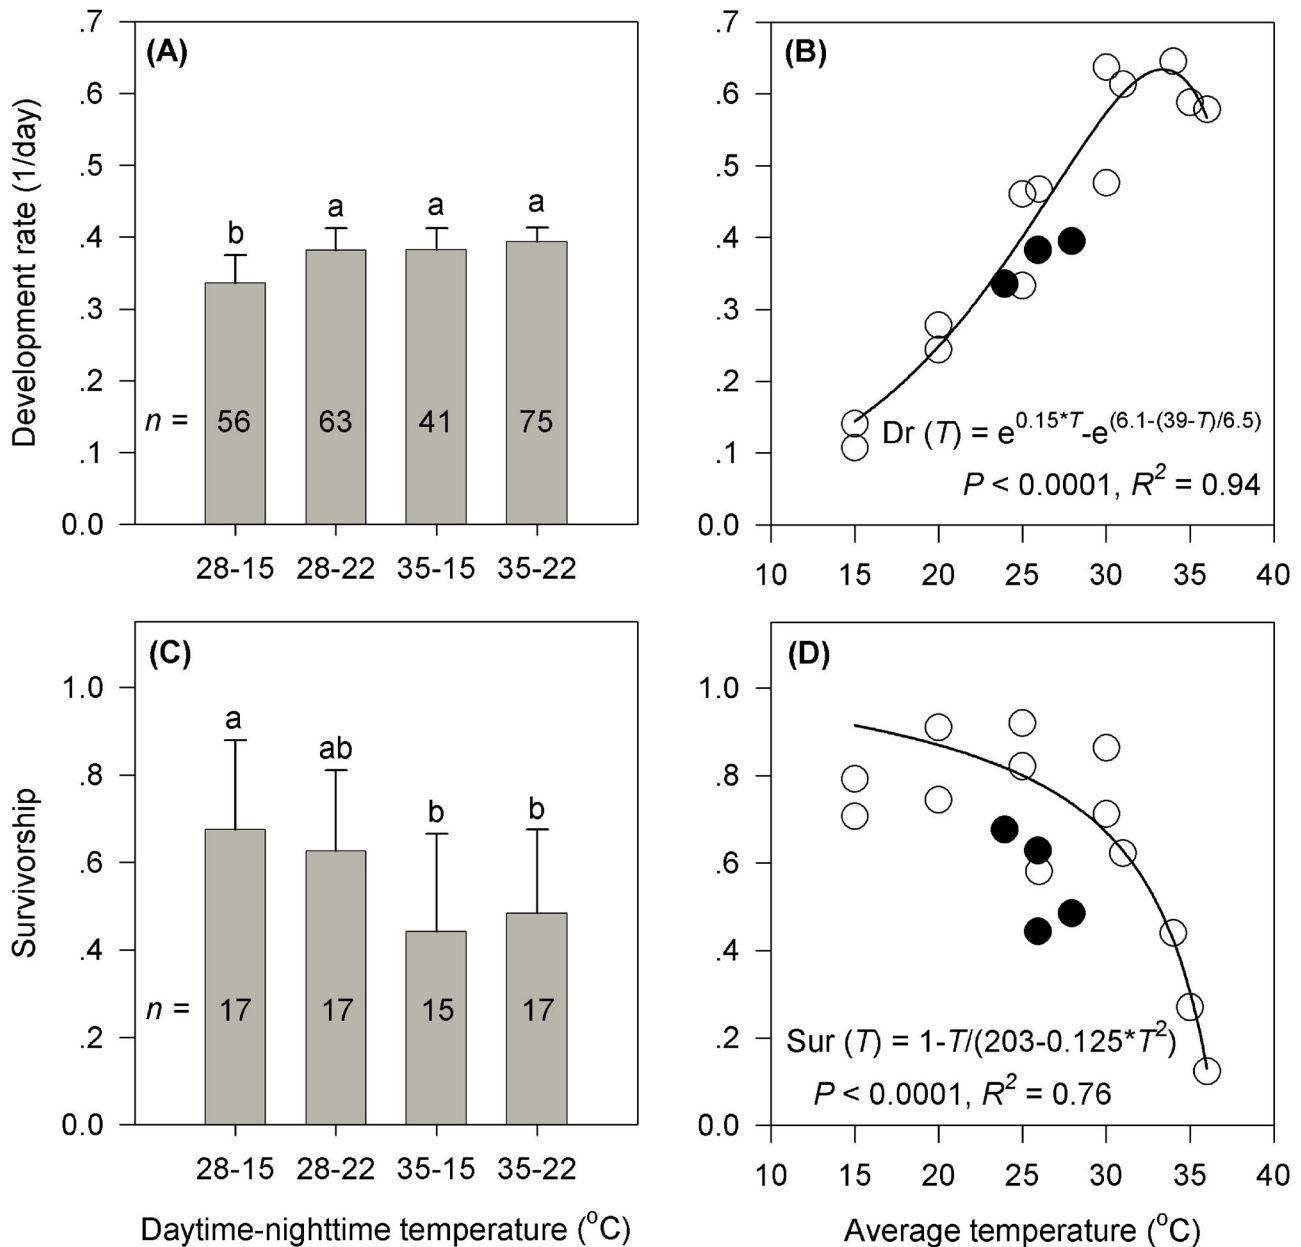 (A)
Development rate (1/day)
.7
.6
.5
.4
.3
.2
.1
0.0
b
a
a
a
n = 56 63 41 75
28-15 28-22 35-15 35-22
(B)
.7
.6
.5
.4
.3
.2
.1
0.0
Dr (T) = e^0.15*T-e^(6.1-(39-T)/6.5)
P < 0.0001, R^2 = 0.94
10 15 20 25 30 35 40
(C)
Survivorship
1.0
.8
.6
.4
.2
0.0
a
ab
b
b
n = 17 17 15 17
28-15 28-22 35-15 35-22
Daytime-nighttime temperature (°C)
(D)
1.0
.8
.6
.4
.2
0.0
Sur (T) = 1-T/(203-0.125*T^2)
P < 0.0001, R^2 = 0.76
10 15 20 25 30 35 40
Average temperature (°C)